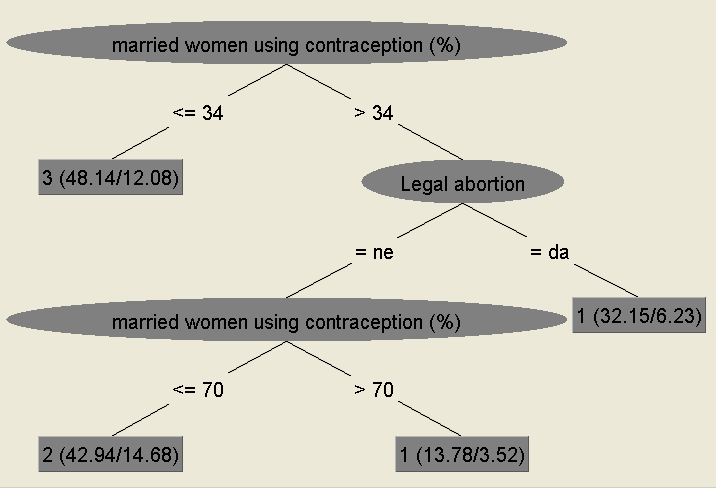 married women using contraception (%)
<= 34
> 34
3 (48.14/12.08)
Legal abortion
= ne
= da
married women using contraception (%)
1 (32.15/6.23)
<= 70
> 70
2 (42.94/14.68)
1 (13.78/3.52)